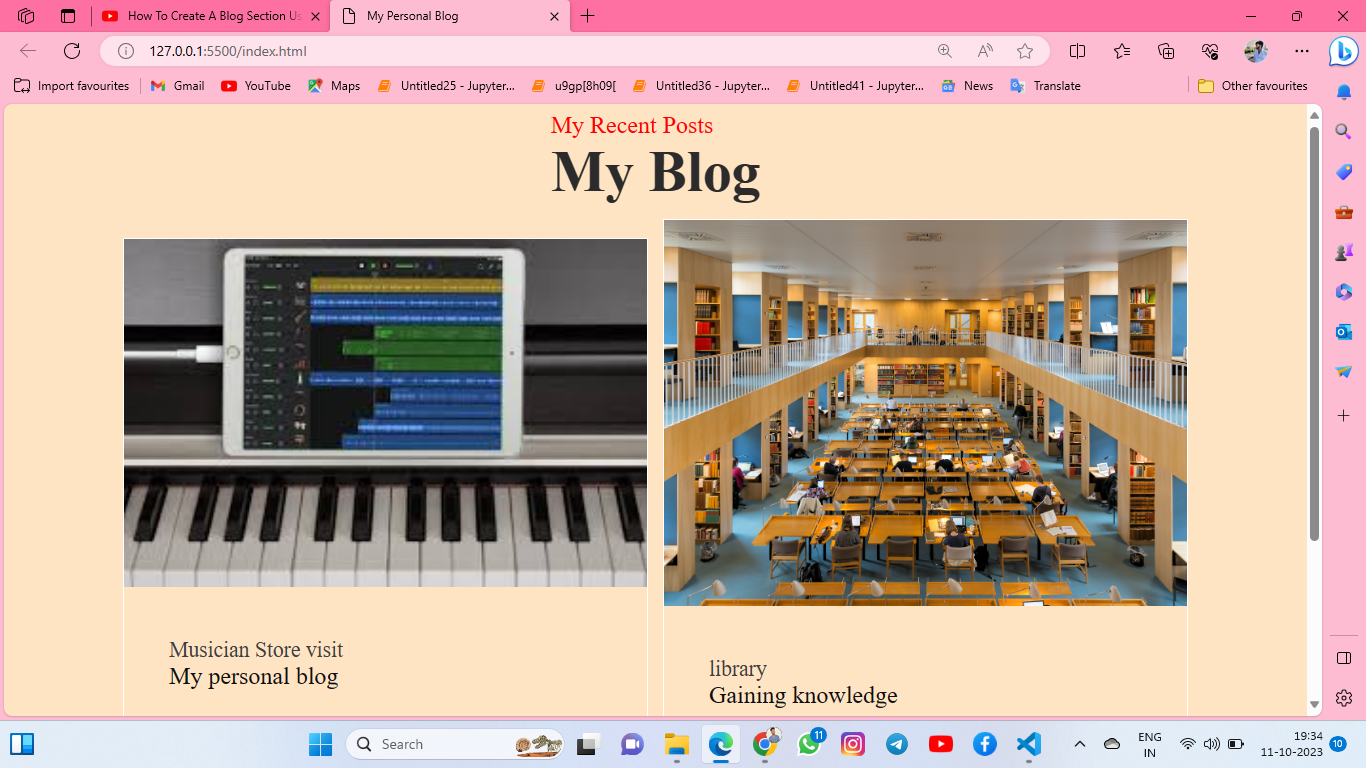 How To Create A Blog Section Us
My Personal Blog
127.0.0.1:5500/index.html
Import favourites
Gmail
YouTube
Maps
Untitled25 - Jupyter...
u9gp[8h09[
Untitled36 - Jupyter...
Untitled41 - Jupyter...
News
Translate
Other favourites
My Recent Posts
My Blog
Musician Store visit
My personal blog
library
Gaining knowledge
Search
11
ENG
IN
19:34
11-10-2023
10